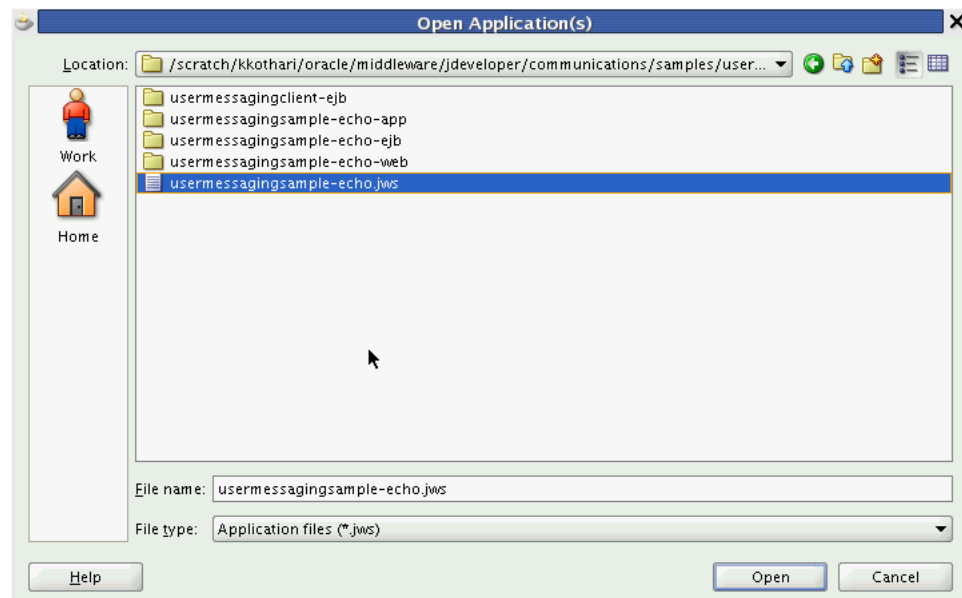 Open Application(s)
Location: /scratch/kkothari/oracle/middleware/jdeveloper/communications/samples/user...
Work
Home
usermessagingclient-ejb
usermessagingsample-echo-app
usermessagingsample-echo-ejb
usermessagingsample-echo-web
usermessagingsample-echo.jws
File name: usermessagingsample-echo.jws
File type: Application files (*.jws)
Help Open Cancel